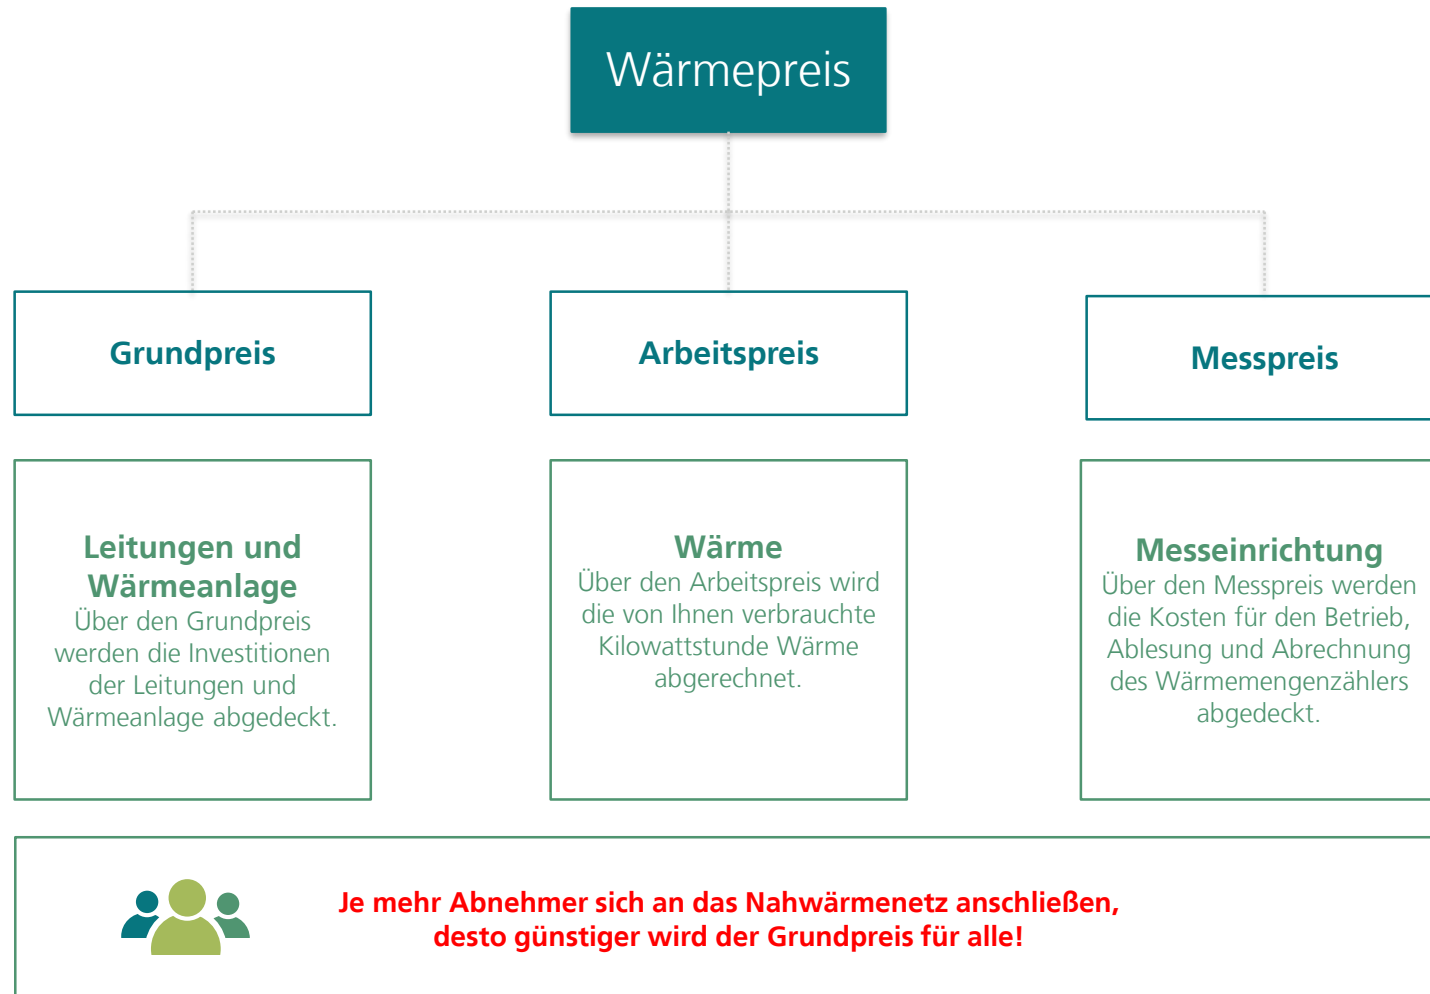 Wärmepreis
Grundpreis
Arbeitspreis
Messpreis
Leitungen und
Wärmeanlage
Über den Grundpreis
werden die Investitionen
der Leitungen und
Wärmeanlage abgedeckt.
Wärme
Über den Arbeitspreis wird
die von Ihnen verbrauchte
Kilowattstunde Wärme
abgerechnet.
Messeinrichtung
Über den Messpreis werden
die Kosten für den Betrieb,
Ablesung und Abrechnung
des Wärmemengenzählers
abgedeckt.
Je mehr Abnehmer sich an das Nahwärmenetz anschließen,
desto günstiger wird der Grundpreis für alle!